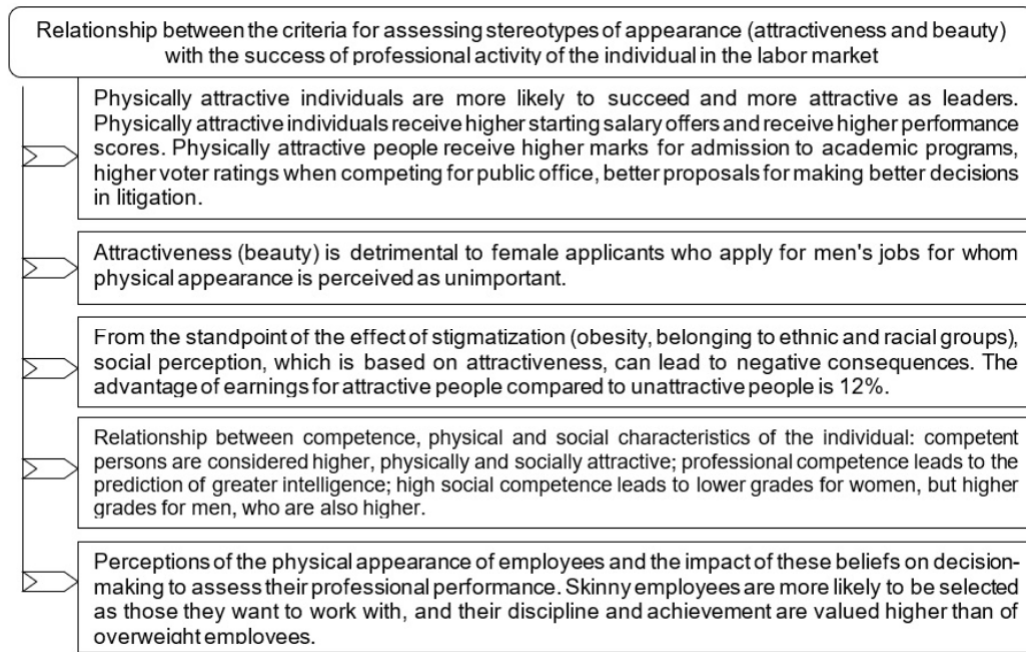 Relationship between the criteria for assessing stereotypes of appearance (attractiveness and beauty)
with the success of professional activity of the individual in the labor market
Physically attractive individuals are more likely to succeed and more attractive as leaders.
Physically attractive individuals receive higher starting salary offers and receive higher performance
scores. Physically attractive people receive higher marks for admission to academic programs,
higher voter ratings when competing for public office, better proposals for making better decisions
in litigation.
Attractiveness (beauty) is detrimental to female applicants who apply for men's jobs for whom
physical appearance is perceived as unimportant.
From the standpoint of the effect of stigmatization (obesity, belonging to ethnic and racial groups),
social perception, which is based on attractiveness, can lead to negative consequences. The
advantage of earnings for attractive people compared to unattractive people is 12%.
Relationship between competence, physical and social characteristics of the individual: competent
persons are considered higher, physically and socially attractive; professional competence leads to the
prediction of greater intelligence; high social competence leads to lower grades for women, but higher
grades for men, who are also higher.
Perceptions of the physical appearance of employees and the impact of these beliefs on decision-
making to assess their professional performance. Skinny employees are more likely to be selected
as those they want to work with, and their discipline and achievement are valued higher than of
overweight employees.